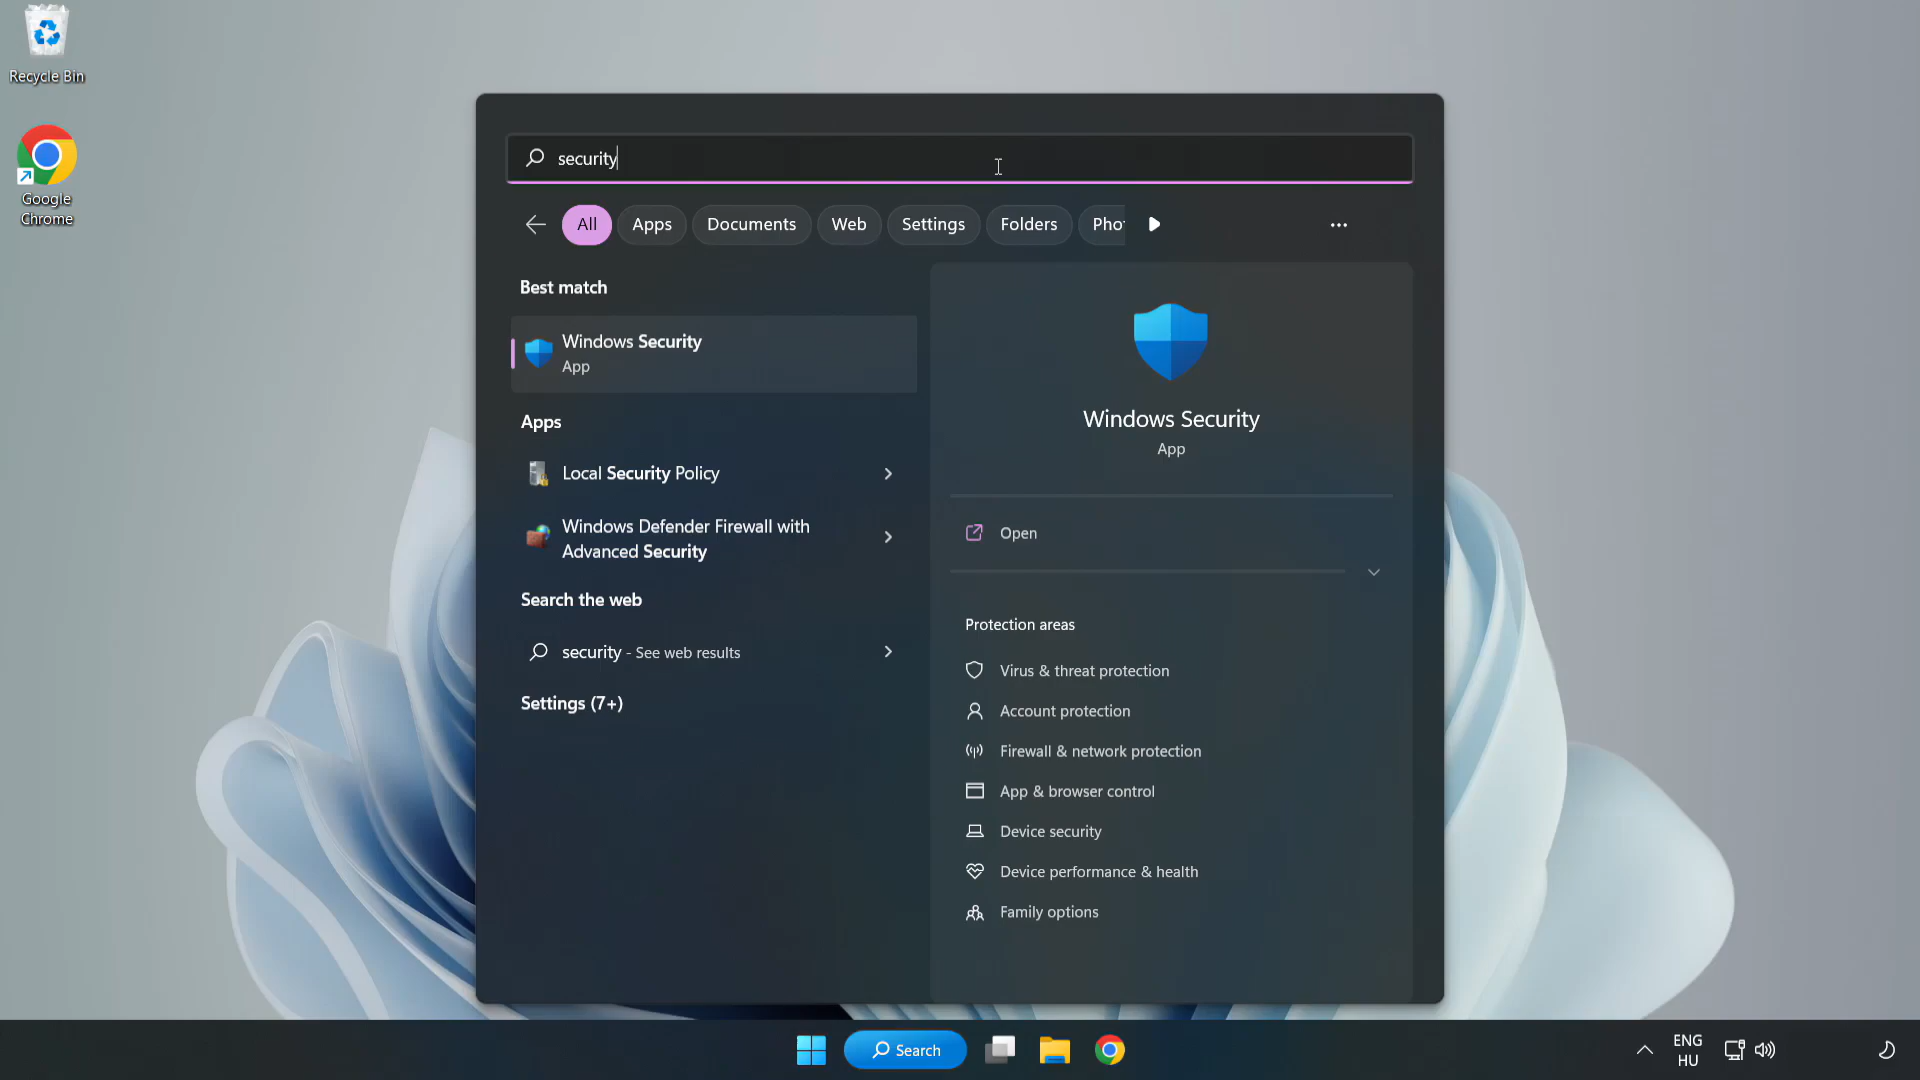 Recycle Bin
Google
Chrome
security
All
Apps
Documents
Web
Settings
Folders
Pho
Best match
Windows Security
App
Apps
Local Security Policy
Windows Defender Firewall with
Advanced Security
Search the web
security - See web results
Settings (7+)
Windows Security
App
Open
Protection areas
Virus & threat protection
Account protection
Firewall & network protection
App & browser control
Device security
Device performance & health
Family options
Search
ENG
HU